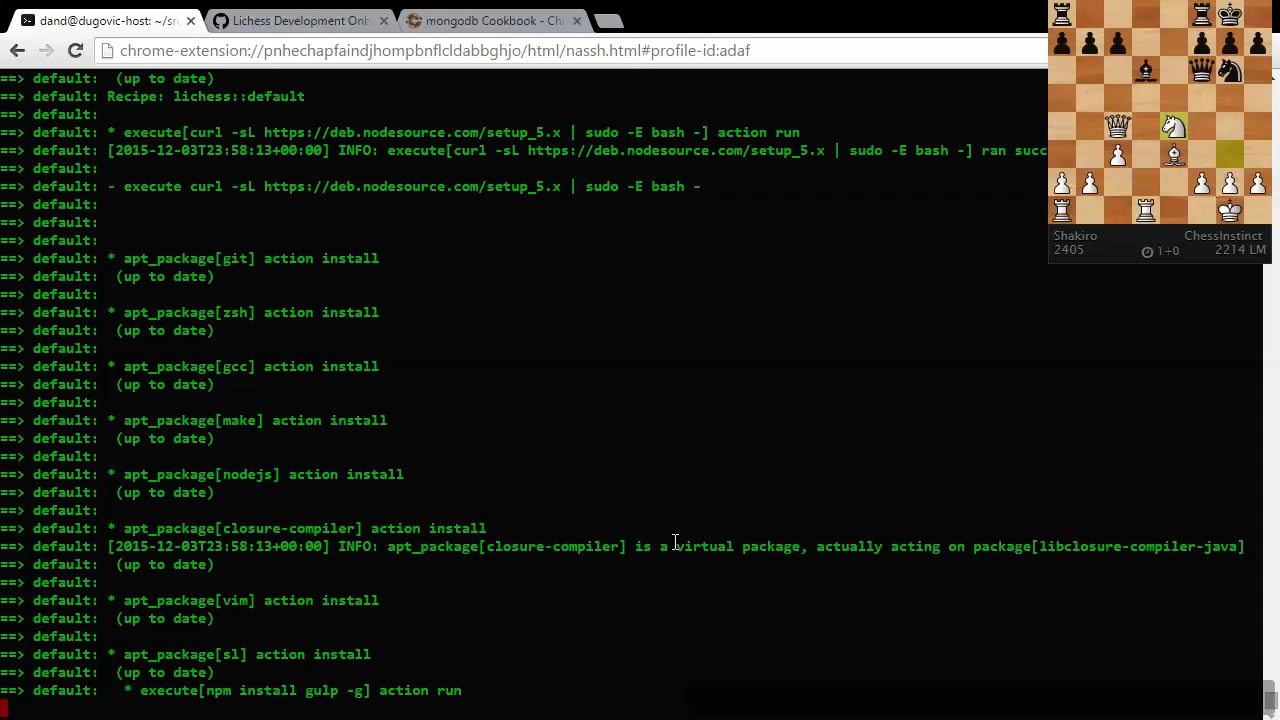 dand@dugovic-host: ~/sr
Lichess Development Onb
mongodb Cookbook - Ch
chrome-extension://pnhechapfaindjhompbnflcldabbghjo/html/nassh.html#profile-id:adaf
==> default:  (up to date)
==> default: Recipe: lichess::default
==> default:
==> default: * execute[curl -sL https://deb.nodesource.com/setup_5.x | sudo -E bash -] action run
==> default: [2015-12-03T23:58:13+00:00] INFO: execute[curl -sL https://deb.nodesource.com/setup_5.x | sudo -E bash -] ran succ
==> default:
==> default: - execute curl -sL https://deb.nodesource.com/setup_5.x | sudo -E bash -
==> default:
==> default:
==> default:
==> default: * apt_package[git] action install
==> default:  (up to date)
==> default:
==> default: * apt_package[zsh] action install
==> default:  (up to date)
==> default:
==> default: * apt_package[gcc] action install
==> default:  (up to date)
==> default:
==> default: * apt_package[make] action install
==> default:  (up to date)
==> default:
==> default: * apt_package[nodejs] action install
==> default:  (up to date)
==> default:
==> default: * apt_package[closure-compiler] action install
==> default: [2015-12-03T23:58:13+00:00] INFO: apt_package[closure-compiler] is a virtual package, actually acting on package[libclosure-compiler-java]
==> default:  (up to date)
==> default:
==> default: * apt_package[vim] action install
==> default:  (up to date)
==> default:
==> default: * apt_package[sl] action install
==> default:  (up to date)
==> default:   * execute[npm install gulp -g] action run
Shakiro ChessInstinct
2405 1+0 2214 LM